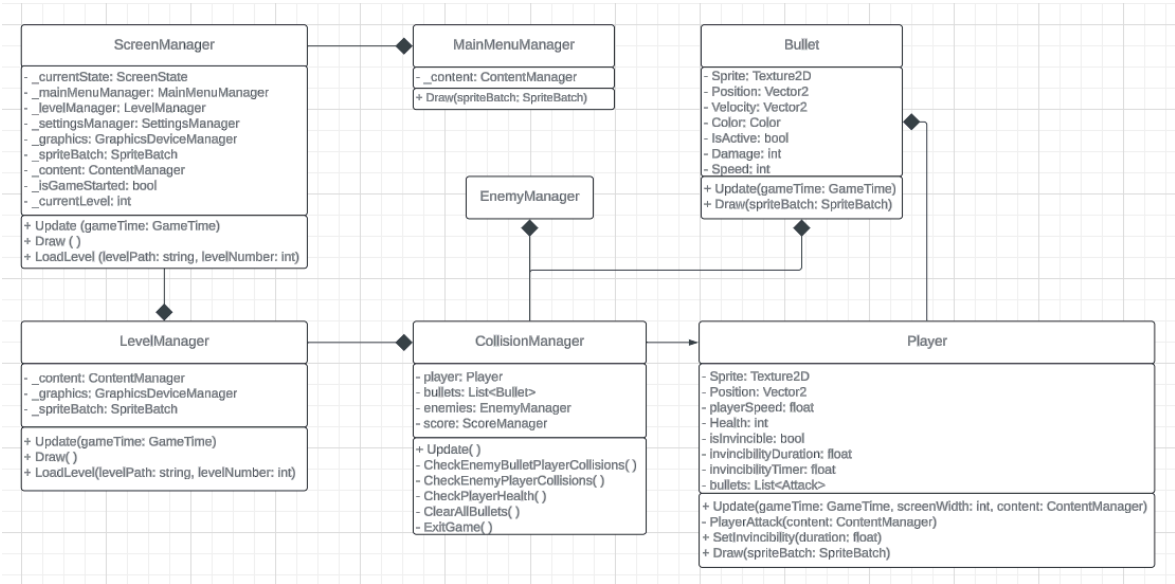 ScreenManager
- _currentState: ScreenState
- _mainMenuManager: MainMenuManager
- _levelManager: LevelManager
- _settingsManager: SettingsManager
- _graphics: GraphicsDeviceManager
- _spriteBatch: SpriteBatch
- _content: ContentManager
- _isGameStarted: bool
- _currentLevel: int
+ Update (gameTime: GameTime)
+ Draw ( )
+ LoadLevel (levelPath: string, levelNumber: int)
MainMenuManager
- _content: ContentManager
+ Draw(spriteBatch: SpriteBatch)
Bullet
- Sprite: Texture2D
- Position: Vector2
- Velocity: Vector2
- Color: Color
- IsActive: bool
- Damage: int
- Speed: int
+ Update(gameTime: GameTime)
+ Draw(spriteBatch: SpriteBatch)
EnemyManager
LevelManager
- _content: ContentManager
- _graphics: GraphicsDeviceManager
- _spriteBatch: SpriteBatch
+ Update(gameTime: GameTime)
+ Draw( )
+ LoadLevel(levelPath: string, levelNumber: int)
CollisionManager
- player: Player
- bullets: List<Bullet>
- enemies: EnemyManager
- score: ScoreManager
+ Update( )
- CheckEnemyBulletPlayerCollisions( )
- CheckEnemyPlayerCollisions( )
- CheckPlayerHealth( )
- ClearAllBullets( )
- ExitGame( )
Player
- Sprite: Texture2D
- Position: Vector2
- playerSpeed: float
- Health: int
- isInvincible: bool
- invincibilityDuration: float
- invincibilityTimer: float
- bullets: List<Attack>
+ Update(gameTime: GameTime, screenWidth: int, content: ContentManager)
- PlayerAttack(content: ContentManager)
+ SetInvincibility(duration: float)
+ Draw(spriteBatch: SpriteBatch)